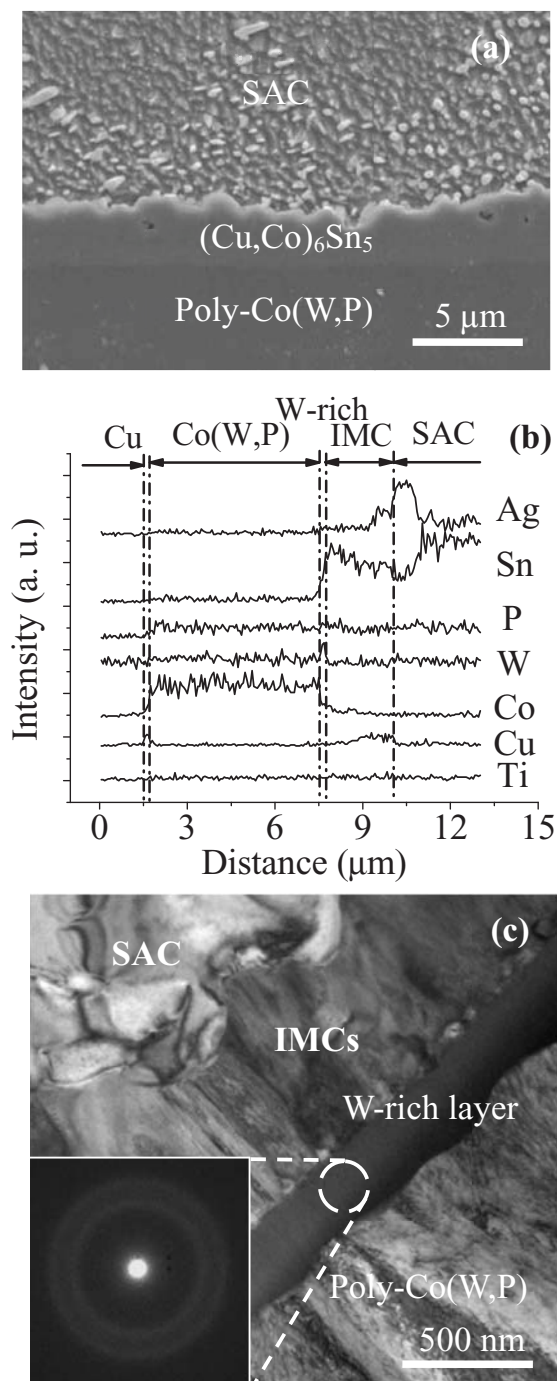 (a)
SAC
(Cu,Co)6Sn5
Poly-Co(W,P)
5 µm
W-rich
Cu Co(W,P) IMC SAC (b)
Ag
Sn
P
W
Co
Cu
Ti
Intensity (a. u.)
0 3 6 9 12 15
Distance (µm)
(c)
SAC
IMCs
W-rich layer
Poly-Co(W,P)
500 nm